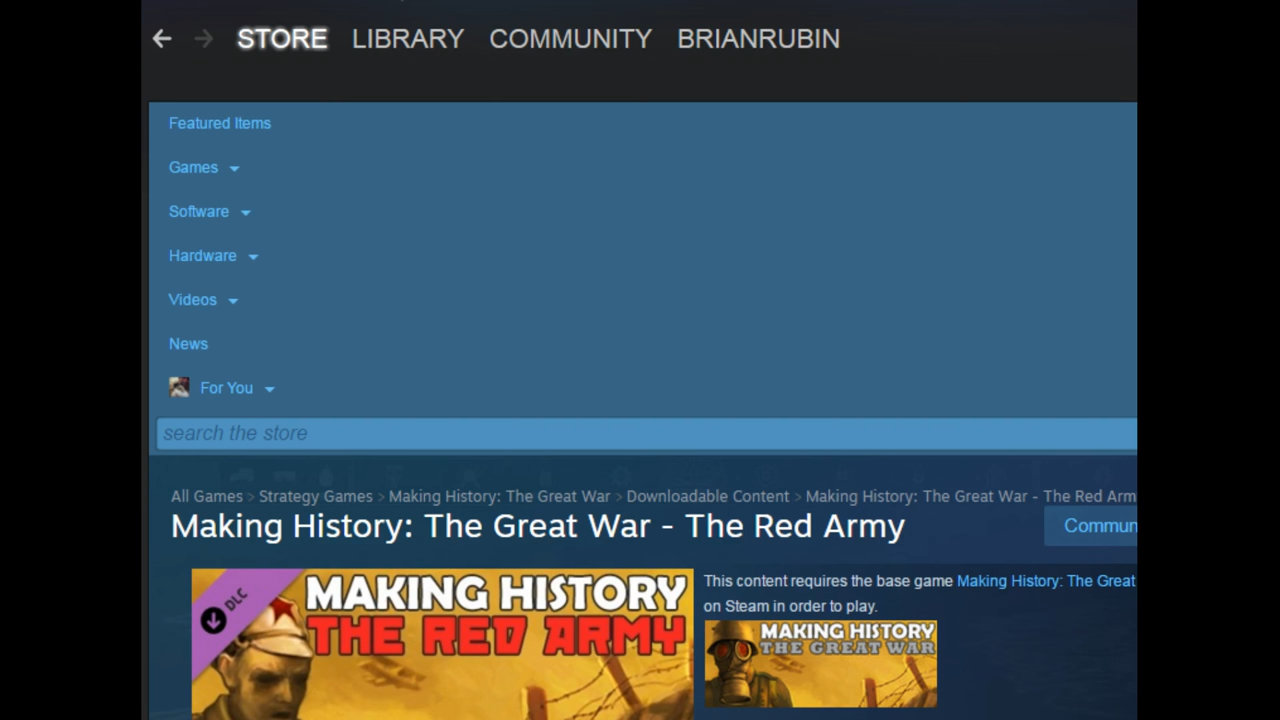 STORE LIBRARY COMMUNITY BRIANRUBIN
Featured Items
Games
Software
Hardware
Videos
News
For You
search the store
All Games > Strategy Games > Making History: The Great War > Downloadable Content > Making History: The Great War - The Red Arm
Making History: The Great War - The Red Army
Commun
This content requires the base game Making History: The Great
on Steam in order to play.
DLC
MAKING HISTORY
THE RED ARMY
MAKING HISTORY
THE GREAT WAR